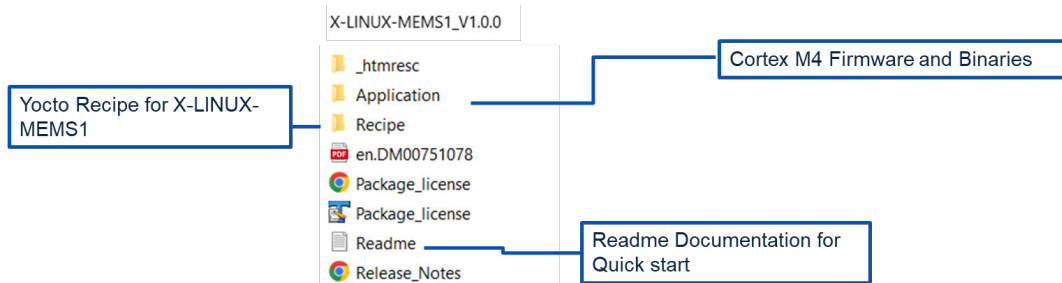 X-LINUX-MEMS1_V1.0.0
_htmresc
Application
Recipe
PDF
en.DM00751078
Package_license
Package_license
Readme
Release_Notes
Yocto Recipe for X-LINUX-
MEMS1
Cortex M4 Firmware and Binaries
Readme Documentation for
Quick start